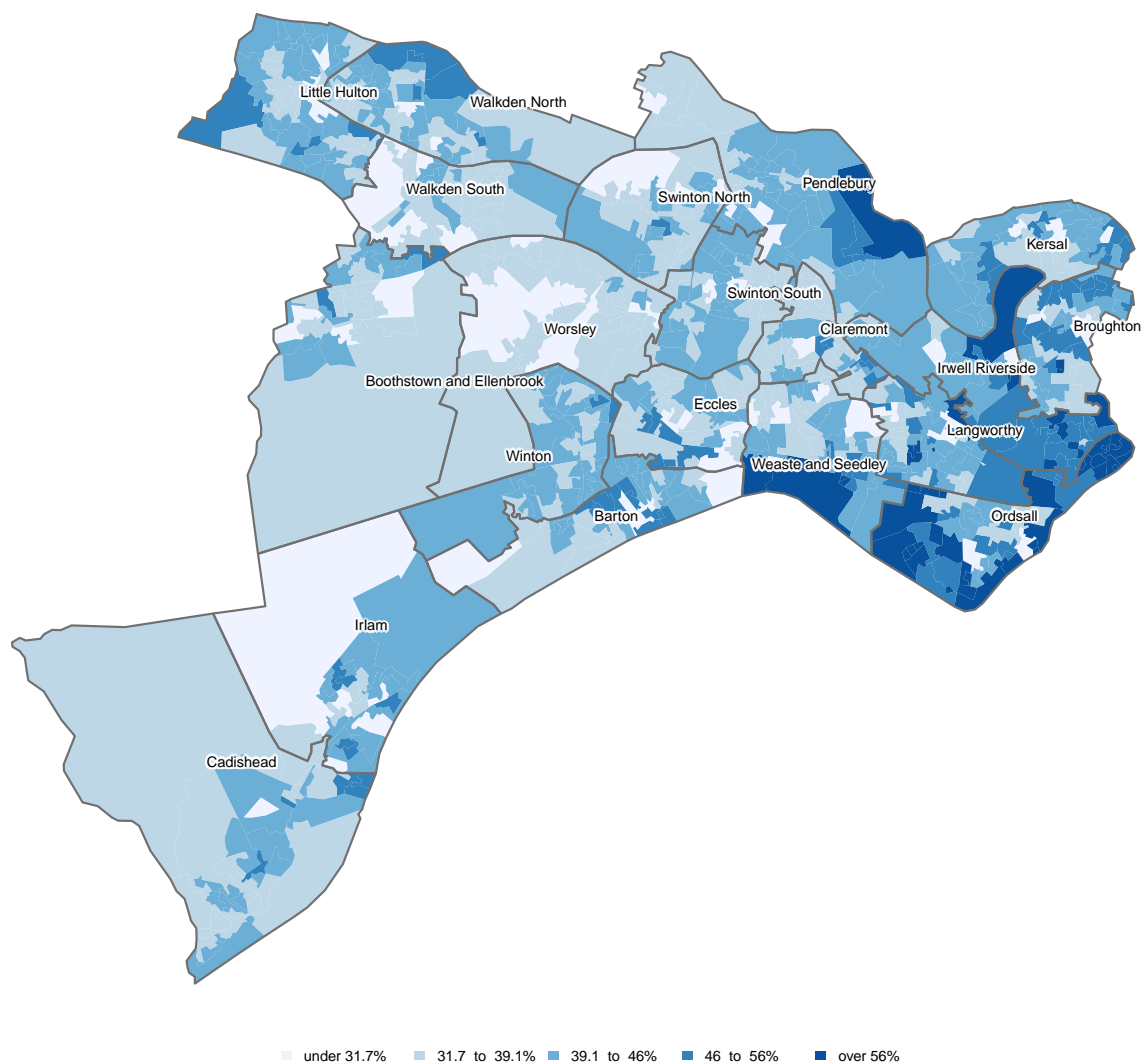 Little Hulton
Walkden North
Pendlebury
Walkden South
Swinton North
Kersal
Swinton South
Broughton
Worsley
Claremont
Irwell Riverside
Boothstown and Ellenbrook
Eccles
Langworthy
Winton
Weaste and Seedley
Barton
Ordsall
Irlam
Cadishead
under 31.7% 31.7 to 39.1% 39.1 to 46% 46 to 56% over 56%